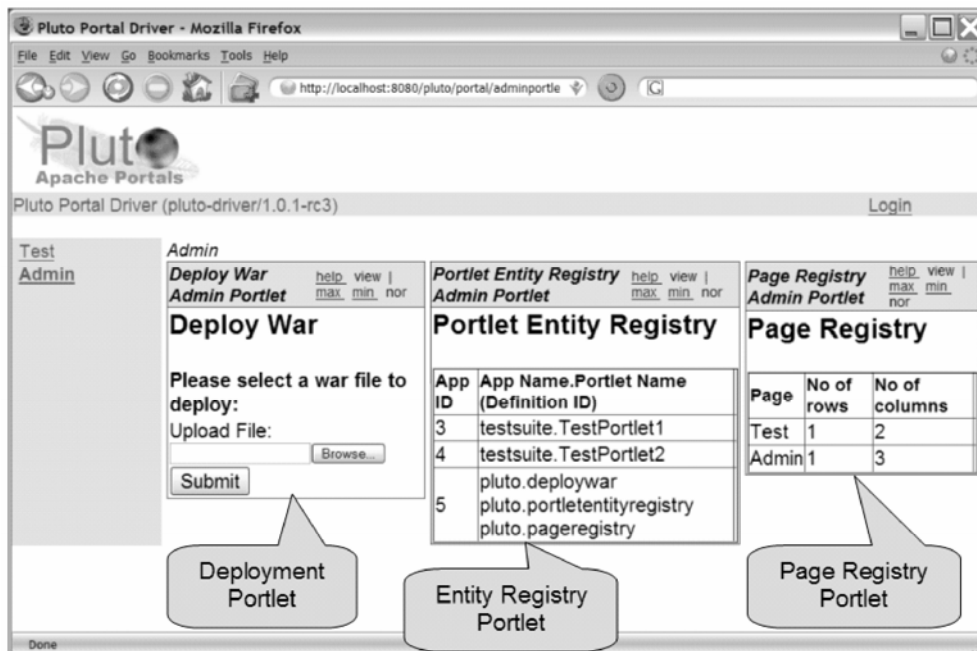 Pluto Portal Driver - Mozilla Firefox
File Edit View Go Bookmarks Tools Help
http://localhost:8080/pluto/portal/adminportle
G
Pluto
Apache Portals
Pluto Portal Driver (pluto-driver/1.0.1-rc3)
Login
Test
Admin
Admin
Deploy War
Admin Portlet
help view |
max min nor
Deploy War
Please select a war file to
deploy:
Upload File:
Browse...
Submit
Portlet Entity Registry
Admin Portlet
help view |
max min nor
Portlet Entity Registry
App ID App Name.Portlet Name (Definition ID)
3 testsuite.TestPortlet1
4 testsuite.TestPortlet2
5 pluto.deploywar
pluto.portletentityregistry
pluto.pageregistry
Page Registry
Admin Portlet
help view |
max min
nor
Page Registry
Page No of rows No of columns
Test 1 2
Admin 1 3
Deployment
Portlet
Entity Registry
Portlet
Page Registry
Portlet
Done